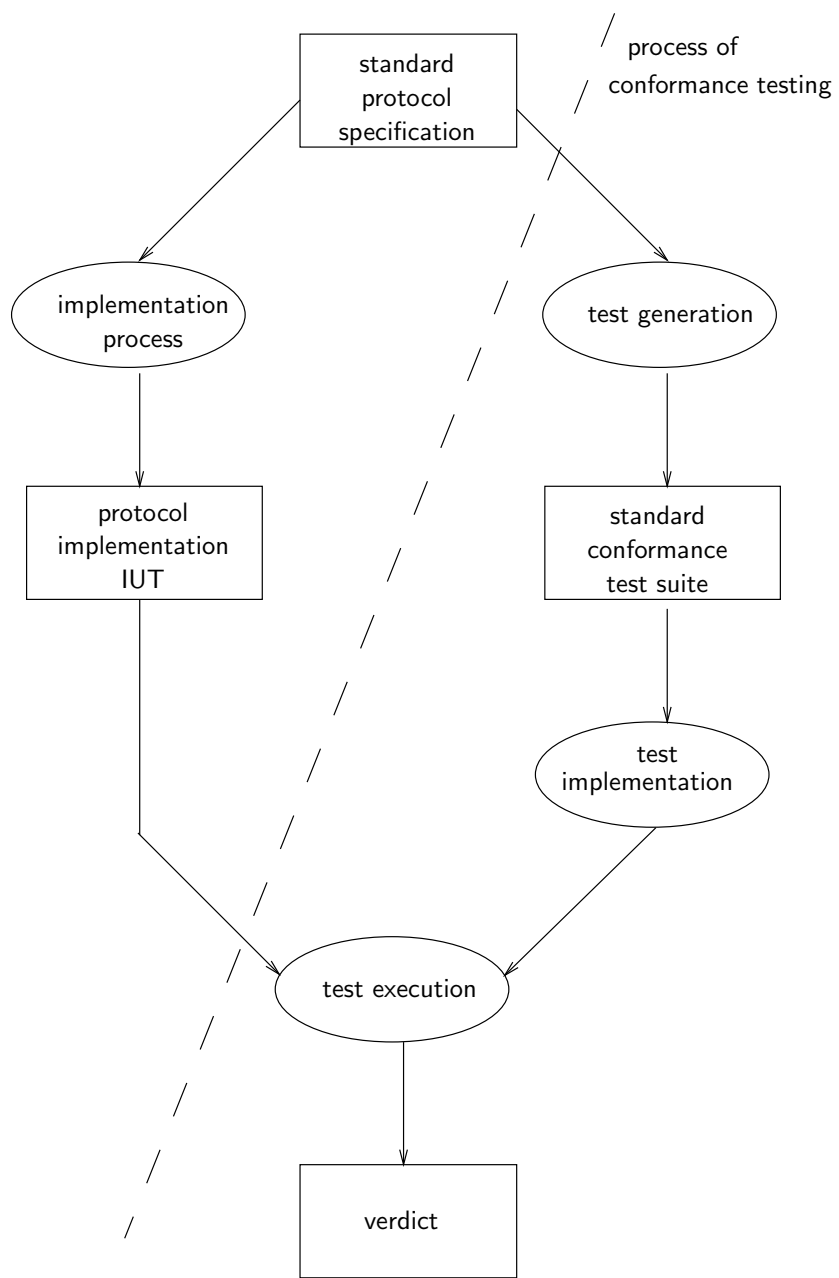 standard
protocol
specification
process of
conformance testing
implementation
process
test generation
protocol
implementation
IUT
standard
conformance
test suite
test
implementation
test execution
verdict